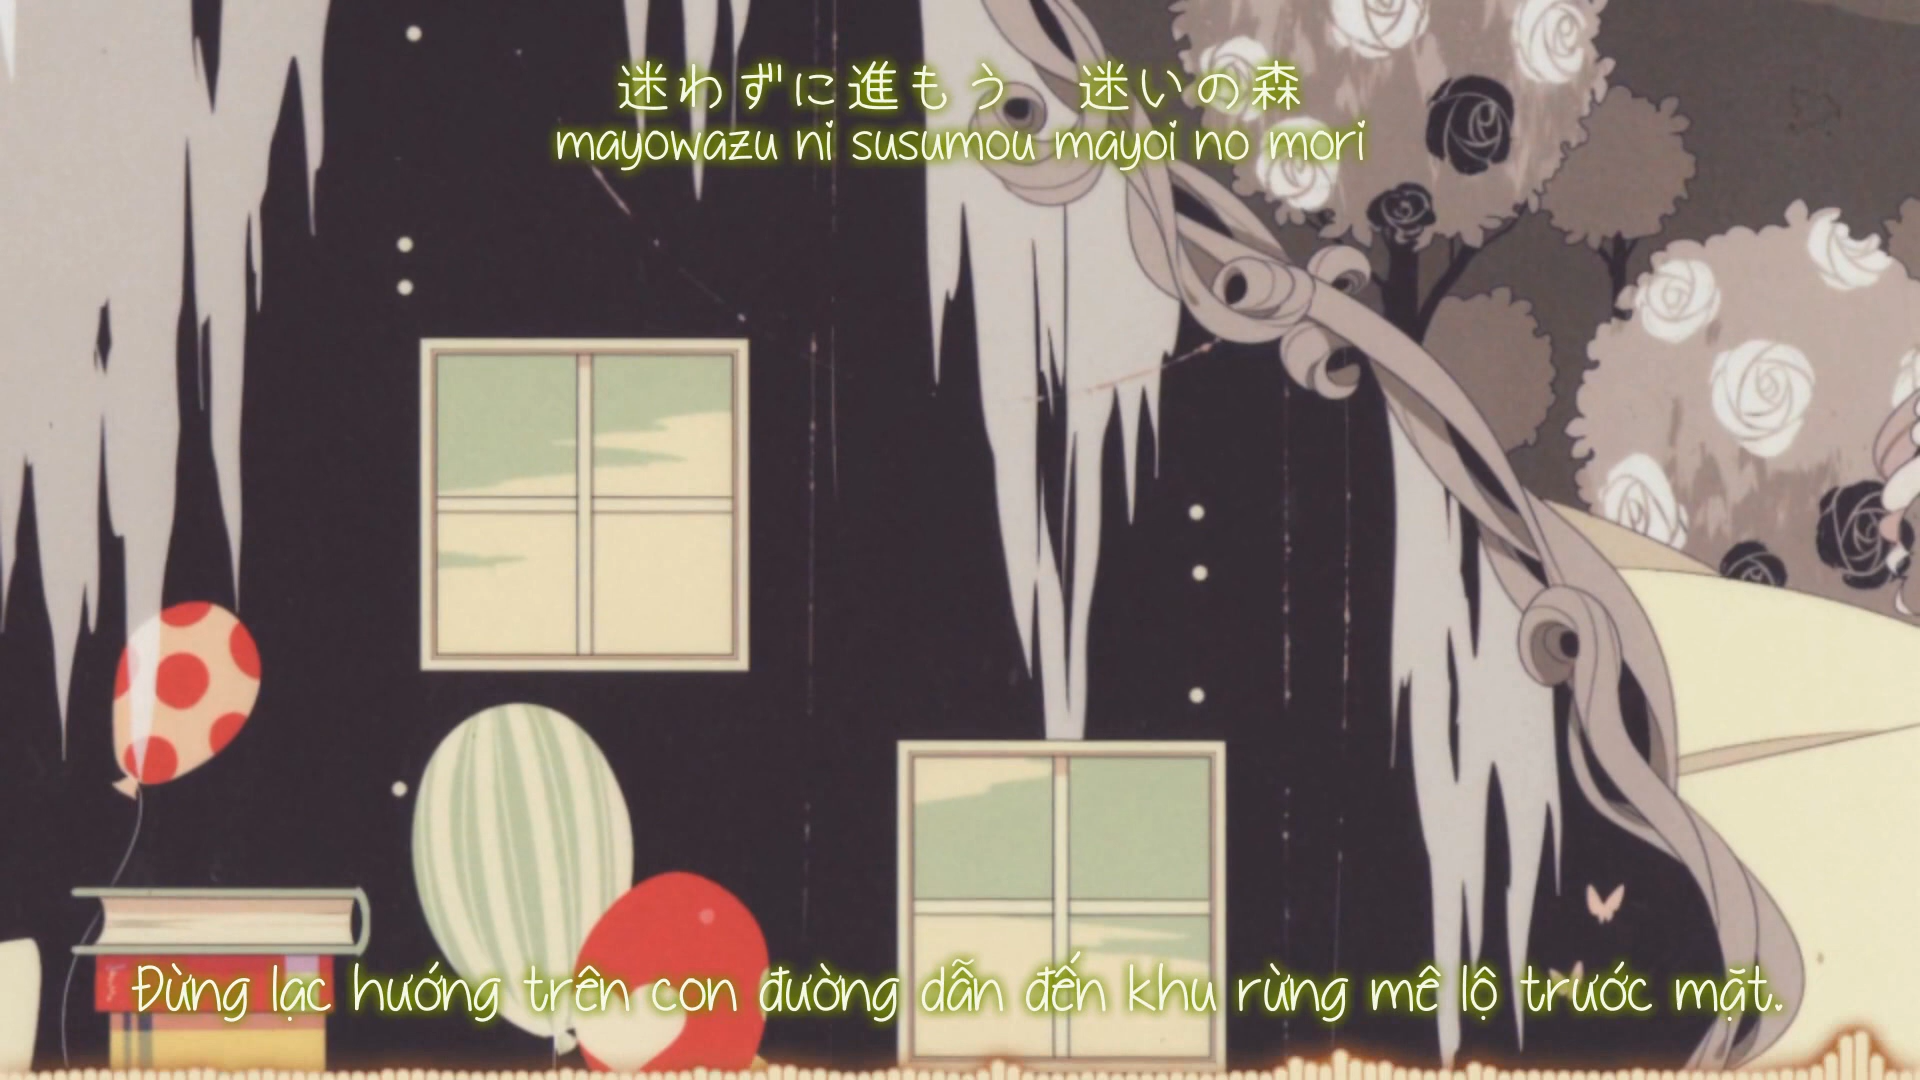 迷わずに進もう　迷いの森
mayowazu ni susumou mayoi no mori
Đừng lạc hướng trên con đường dẫn đến khu rừng mê lộ trước mặt.